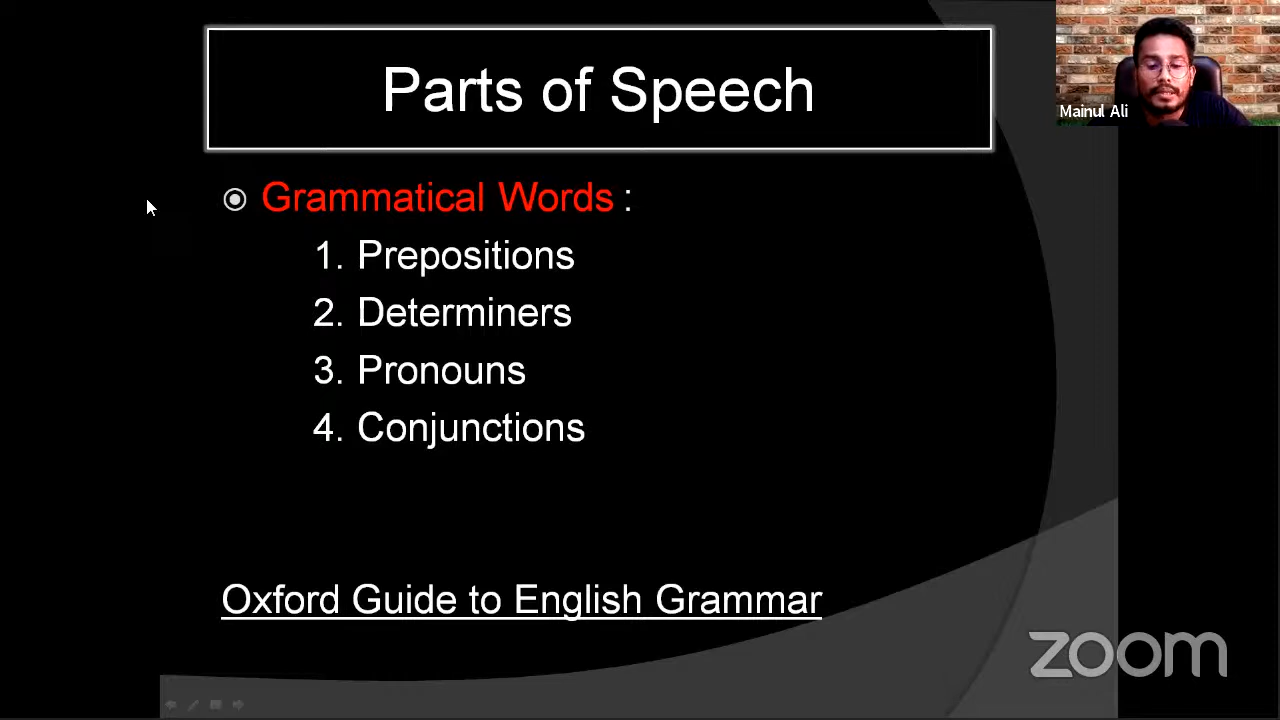 Parts of Speech
Mainul Ali
Grammatical Words :
1. Prepositions
2. Determiners
3. Pronouns
4. Conjunctions
Oxford Guide to English Grammar
zoom